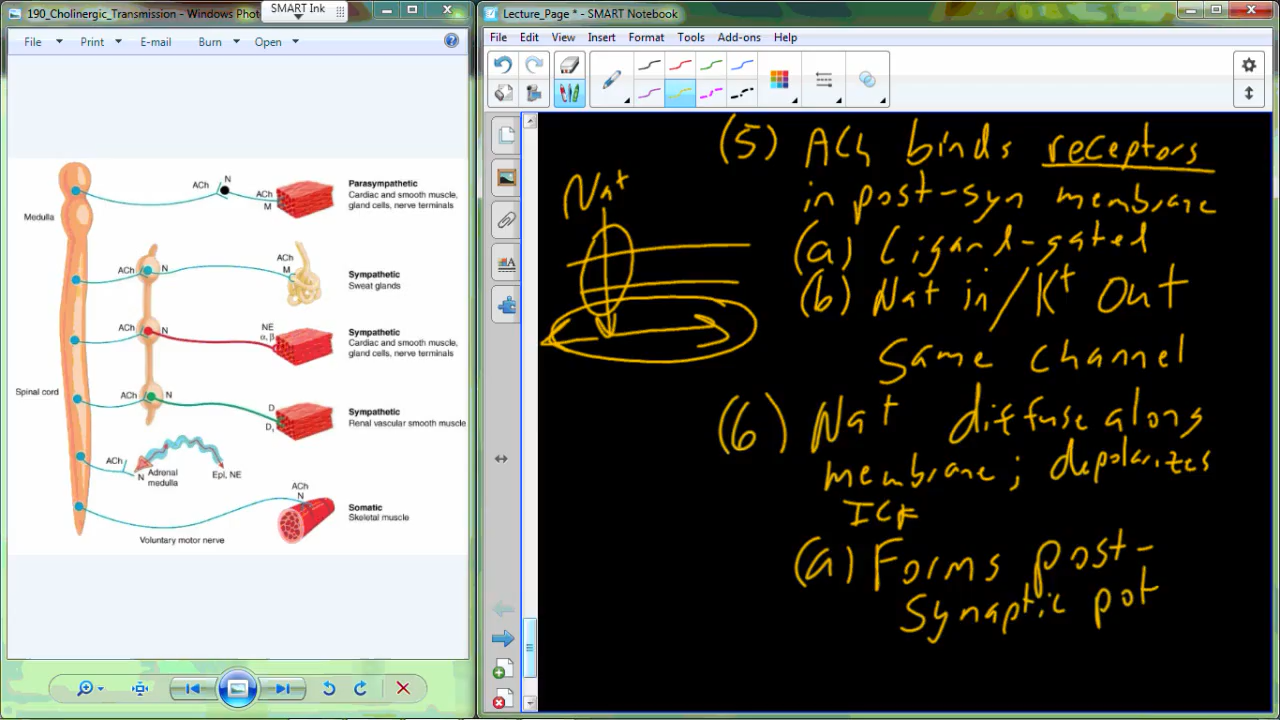 190_Cholinergic_Transmission - Windows Phot
SMART Ink
File Print E-mail Burn Open
Medulla
ACh N
ACh
M
Parasympathetic
Cardiac and smooth muscle,
gland cells, nerve terminals
ACh N
ACh
M
Sympathetic
Sweat glands
ACh N
NE
α, β
Sympathetic
Cardiac and smooth muscle,
gland cells, nerve terminals
Spinal cord
ACh N
D
D₁
Sympathetic
Renal vascular smooth muscle
ACh
N
Adrenal
medulla
Epi, NE
ACh
N
Somatic
Skeletal muscle
Voluntary motor nerve
Lecture_Page * - SMART Notebook
File Edit View Insert Format Tools Add-ons Help
Na+
(5) ACh binds receptors
in post-syn membrane
(a) Ligand-gated
(b) Na+ in/K+ Out
Same channel
(6) Na+ diffuse along
membrane; depolarizes
ICF
(a) Forms post-
Synaptic pot